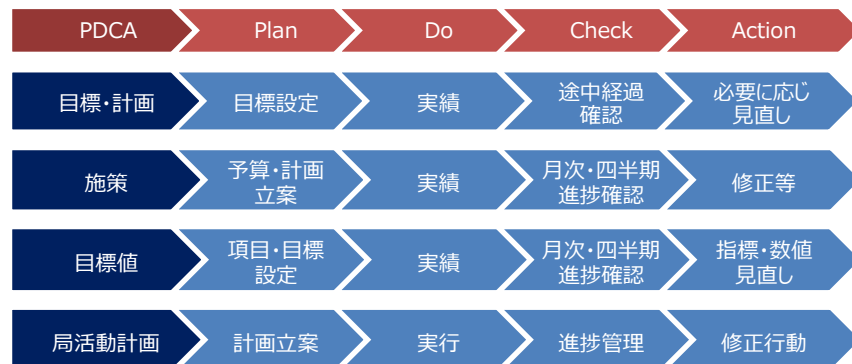 PDCA
Plan
Do
Check
Action
目標・計画
目標設定
実績
途中経過
確認
必要に応じ
見直し
施策
予算・計画
立案
実績
月次・四半期
進捗確認
修正等
目標値
項目・目標
設定
実績
月次・四半期
進捗確認
指標・数値
見直し
局活動計画
計画立案
実行
進捗管理
修正行動